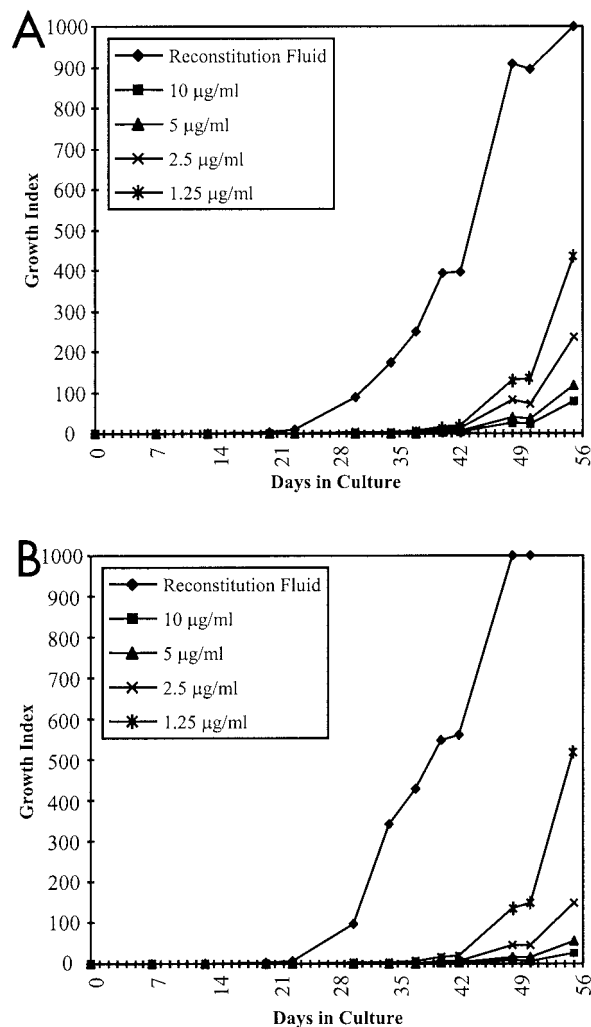 A
1000
900
800
700
600
500
400
300
200
100
0
Growth Index
Reconstitution Fluid
10 µg/ml
5 µg/ml
2.5 µg/ml
1.25 µg/ml
0 7 14 21 28 35 42 49 56
Days in Culture
B
1000
900
800
700
600
500
400
300
200
100
0
Growth Index
Reconstitution Fluid
10 µg/ml
5 µg/ml
2.5 µg/ml
1.25 µg/ml
0 7 14 21 28 35 42 49 56
Days in Culture